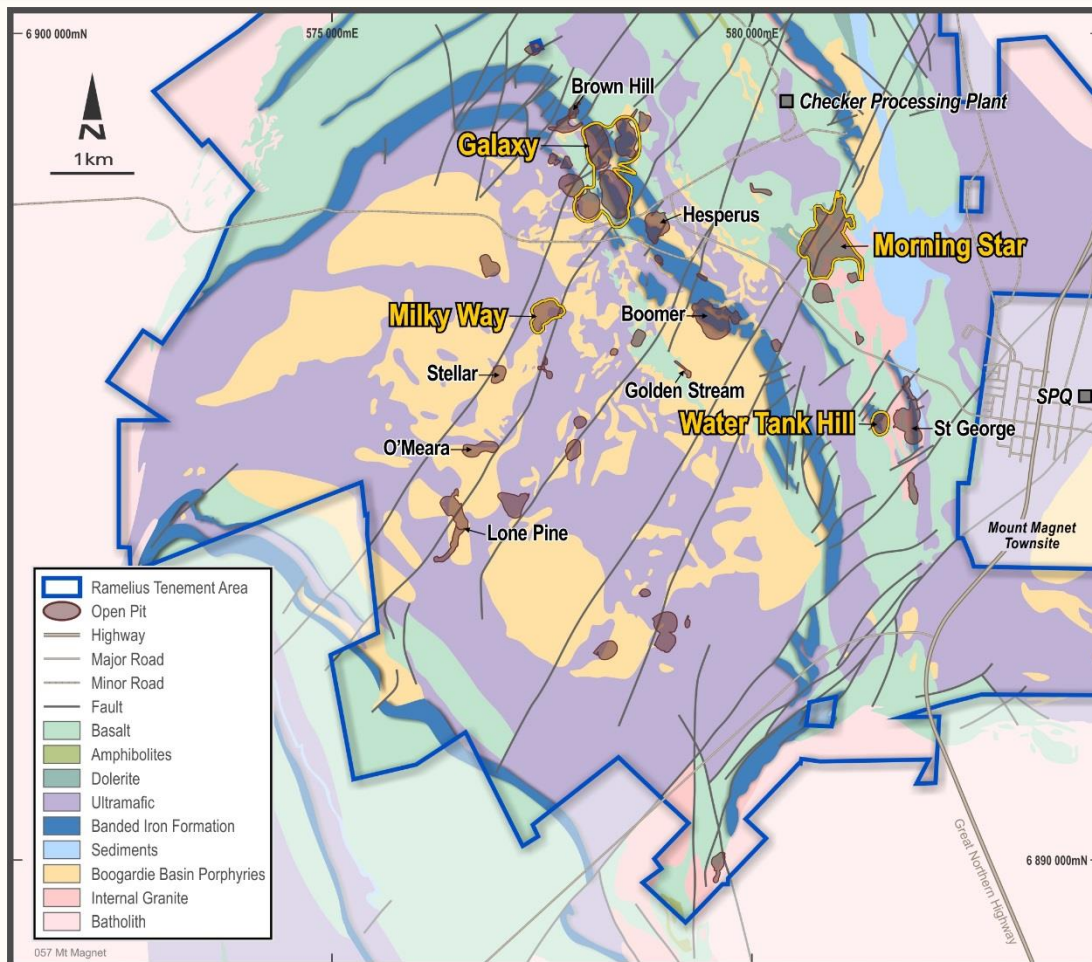 6 900 000mN
575 000mE
580 000mE
N
1km
Brown Hill
Checker Processing Plant
Galaxy
Hesperus
Morning Star
Milky Way
Boomer
Stellar
Golden Stream
Water Tank Hill
SPQ
St George
O'Meara
Lone Pine
Mount Magnet
Townsite
Ramelius Tenement Area
Open Pit
Highway
Major Road
Minor Road
Fault
Basalt
Amphibolites
Dolerite
Ultramafic
Banded Iron Formation
Sediments
Boogardie Basin Porphyries
Internal Granite
Batholith
Great Northern Highway
6 890 000mN
057 Mt Magnet